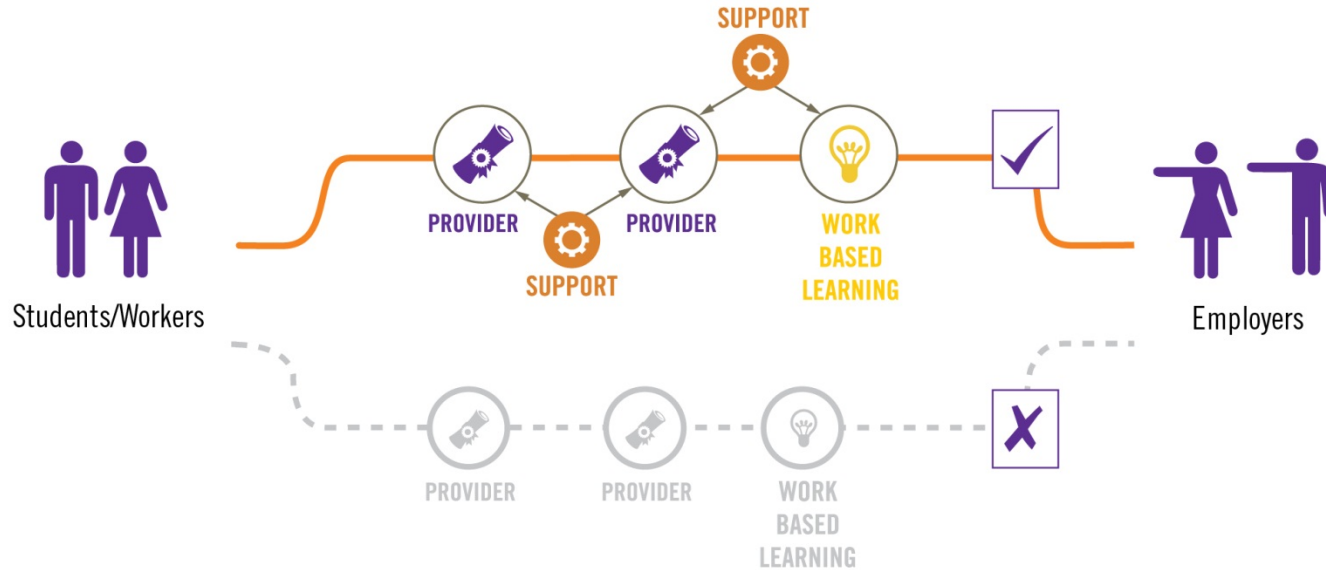 SUPPORT
PROVIDER
PROVIDER
WORK
BASED
LEARNING
SUPPORT
Students/Workers
Employers
PROVIDER
PROVIDER
WORK
BASED
LEARNING